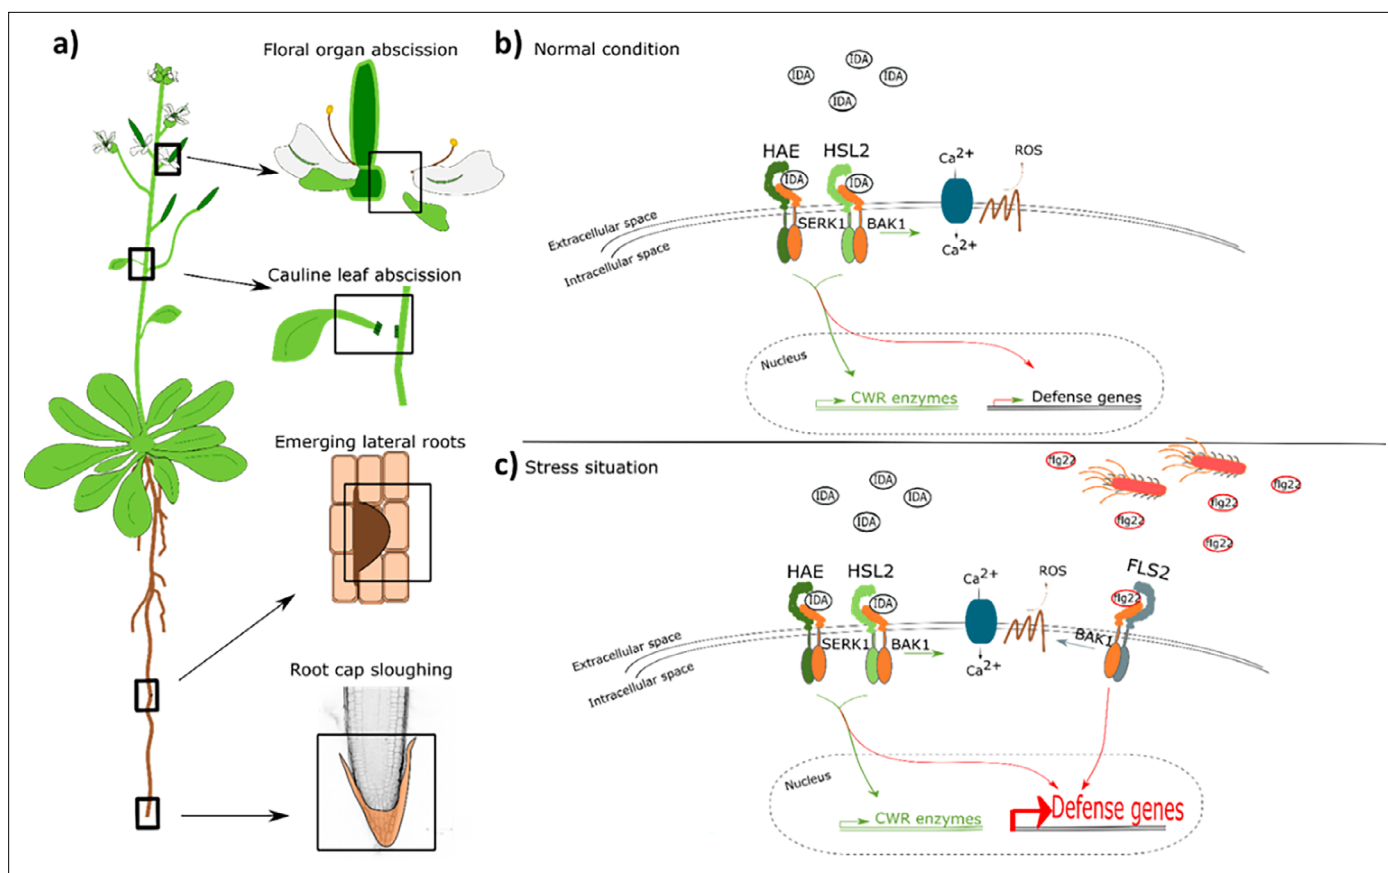 a)
Floral organ abscission
Cauline leaf abscission
Emerging lateral roots
Root cap sloughing
b) Normal condition
IDA
IDA
IDA
IDA
HAE
HSL2
IDA
IDA
Ca2+
ROS
SERK1
BAK1
Ca2+
Extracellular space
Intracellular space
Nucleus
CWR enzymes
Defense genes
c) Stress situation
IDA
IDA
IDA
IDA
flg22
flg22
flg22
flg22
flg22
HAE
HSL2
IDA
IDA
Ca2+
ROS
FLS2
flg22
SERK1
BAK1
BAK1
Ca2+
Extracellular space
Intracellular space
Nucleus
CWR enzymes
Defense genes